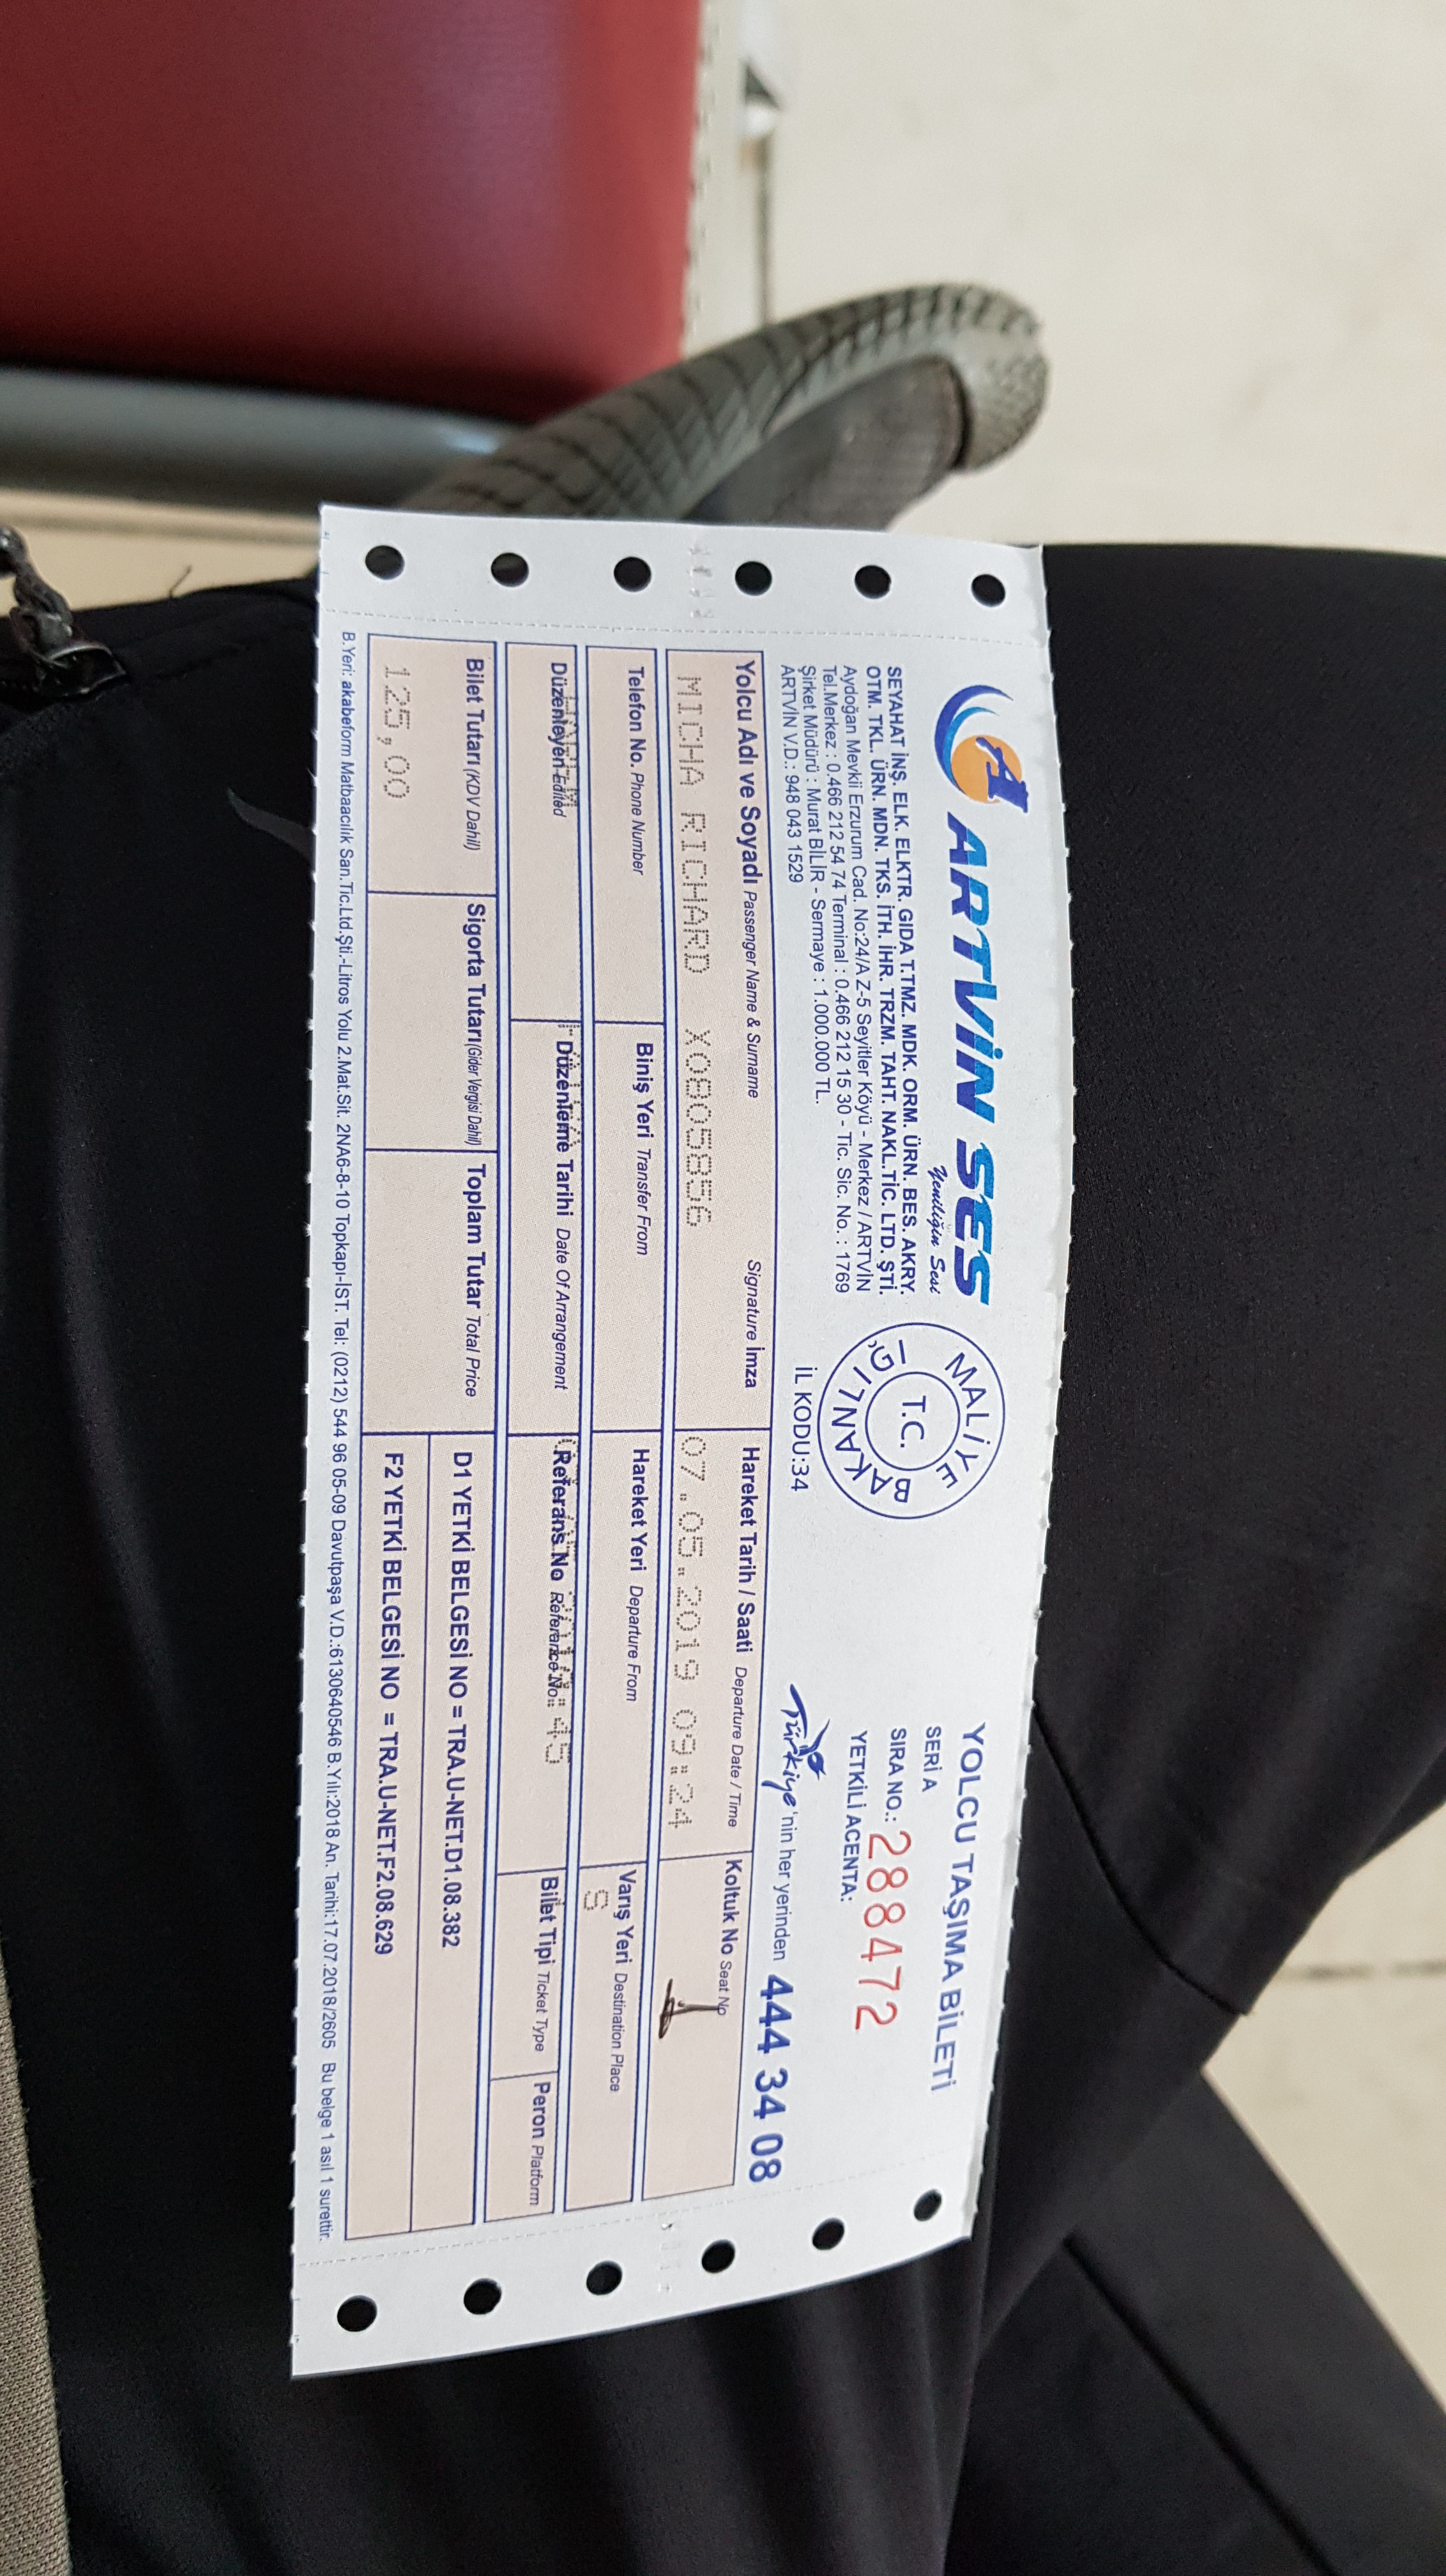 A ARTVİN SES
Yeniliğin Sesi
SEYAHAT İNŞ. ELK. ELKTR. GIDA T.TMZ. MDK. ORM. ÜRN. BES. AKRY.
OTM. TKL. ÜRN. MDN. TKS. İTH. İHR. TRZM. TAHT. NAKL.TİC. LTD. ŞTİ.
Aydoğan Mevkii Erzurum Cad. No:24/A Z-5 Seyitler Köyü - Merkez / ARTVİN
Tel.Merkez : 0.466 212 54 74 Terminal : 0.466 212 15 30 - Tic. Sic. No. : 1769
Şirket Müdürü : Murat BİLİR - Sermaye : 1.000.000 TL.
ARTVİN V.D.: 948 043 1529
MALİYE BAKANLIĞI
T.C.
İL KODU:34
YOLCU TAŞIMA BİLETİ
SERİ A
SIRA NO.: 288472
YETKİLİ ACENTA:
Türkiye'nin her yerinden 444 34 08
Yolcu Adı ve Soyadı Passenger Name & Surname Signature İmza
MICHA RICHARD X0805856
Hareket Tarih / Saati Departure Date / Time
07.05.2019 09:24
Koltuk No Seat No
1
Telefon No. Phone Number
Biniş Yeri Transfer From
Hareket Yeri Departure From
Varış Yeri Destination Place
S
Düzenleyen Edited
Düzenleme Tarihi Date Of Arrangement
Referans No Referance No.:
Bilet Tipi Ticket Type
Peron Platform
Bilet Tutarı (KDV Dahil)
125,00
Sigorta Tutarı (Gider Vergisi Dahil)
Toplam Tutar Total Price
D1 YETKİ BELGESİ NO = TRA.U-NET.D1.08.382
F2 YETKİ BELGESİ NO = TRA.U-NET.F2.08.629
B.Yeri: akabeform Matbaacılık San.Tic.Ltd.Şti.-Litros Yolu 2.Mat.Sit. 2NA6-8-10 Topkapı-İST. Tel: (0212) 544 96 05-09 Davutpaşa V.D.:6130640546 B.Yılı:2018 An. Tarihi:17.07.2018/2605 Bu belge 1 asıl 1 surettir.